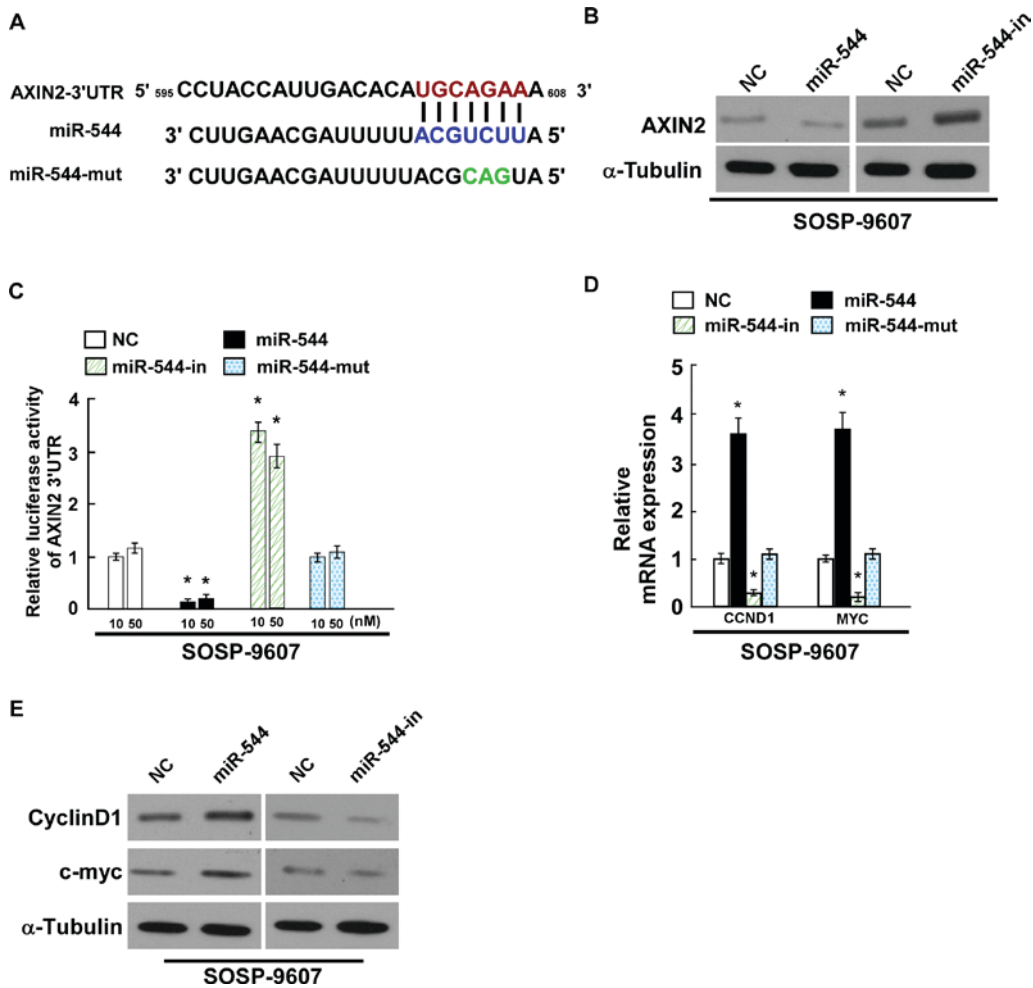 A
AXIN2-3'UTR 5' 595 CCUACCAUUGACACAUGCAGAAA 608 3'
miR-544 3' CUUGAACGAUUUUUACGUCUUA 5'
miR-544-mut 3' CUUGAACGAUUUUUACGCAGUA 5'
B
NC miR-544 NC miR-544-in
AXIN2
α-Tubulin
SOSP-9607
C
NC miR-544
miR-544-in miR-544-mut
Relative luciferase activity
of AXIN2 3'UTR
4
3
2
1
0
* * * *
10 50 10 50 10 50 10 50 (nM)
SOSP-9607
D
NC miR-544
miR-544-in miR-544-mut
Relative
mRNA expression
5
4
3
2
1
0
* * * *
CCND1 MYC
SOSP-9607
E
NC miR-544 NC miR-544-in
CyclinD1
c-myc
α-Tubulin
SOSP-9607